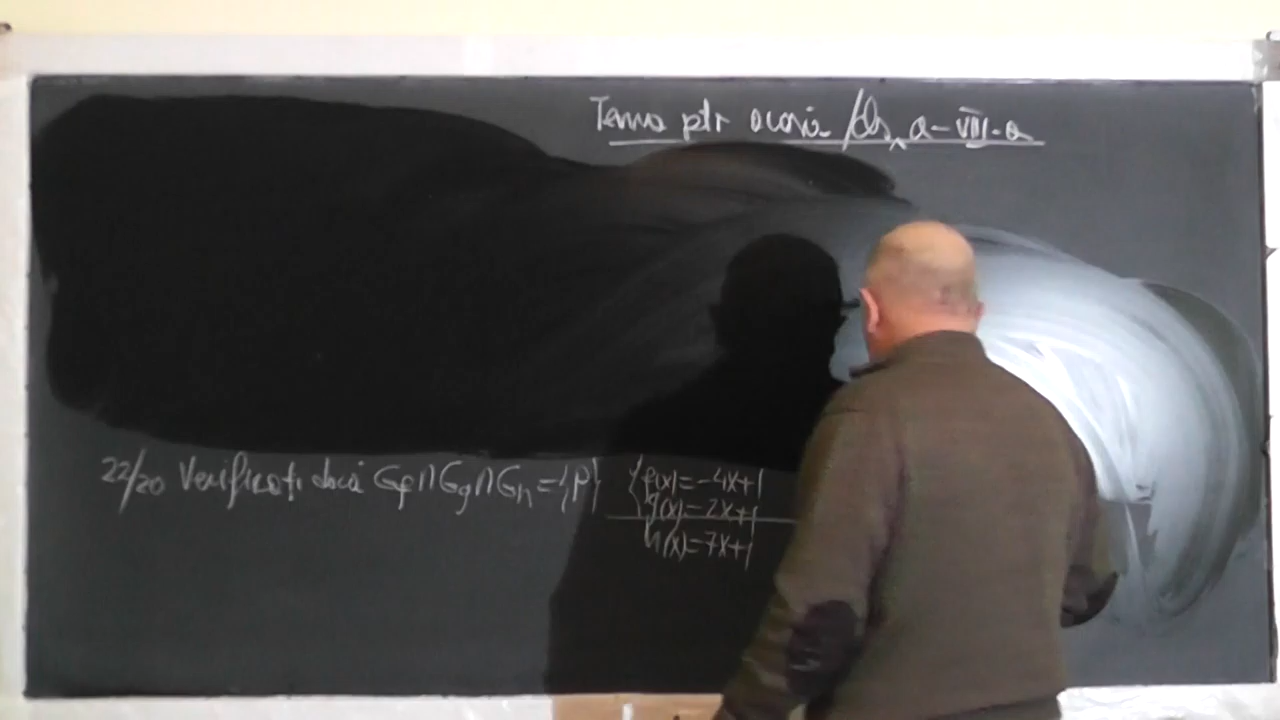 Tema ptr acasă / cls, a-VIII-a
22/20 Verificați dacă Gf∩Gg∩Gh={P}
{f(x)=-4x+1
g(x)=2x+1
h(x)=7x+1